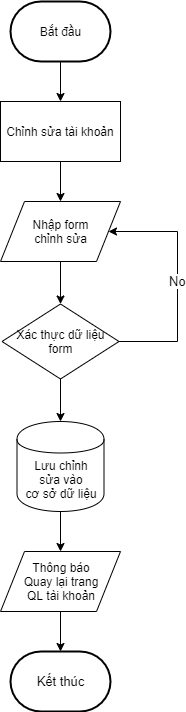 Bắt đầu
Chỉnh sửa tài khoản
Nhập form
chỉnh sửa
No
Xác thực dữ liệu
form
Lưu chỉnh
sửa vào
cơ sở dữ liệu
Thông báo
Quay lại trang
QL tài khoản
Kết thúc